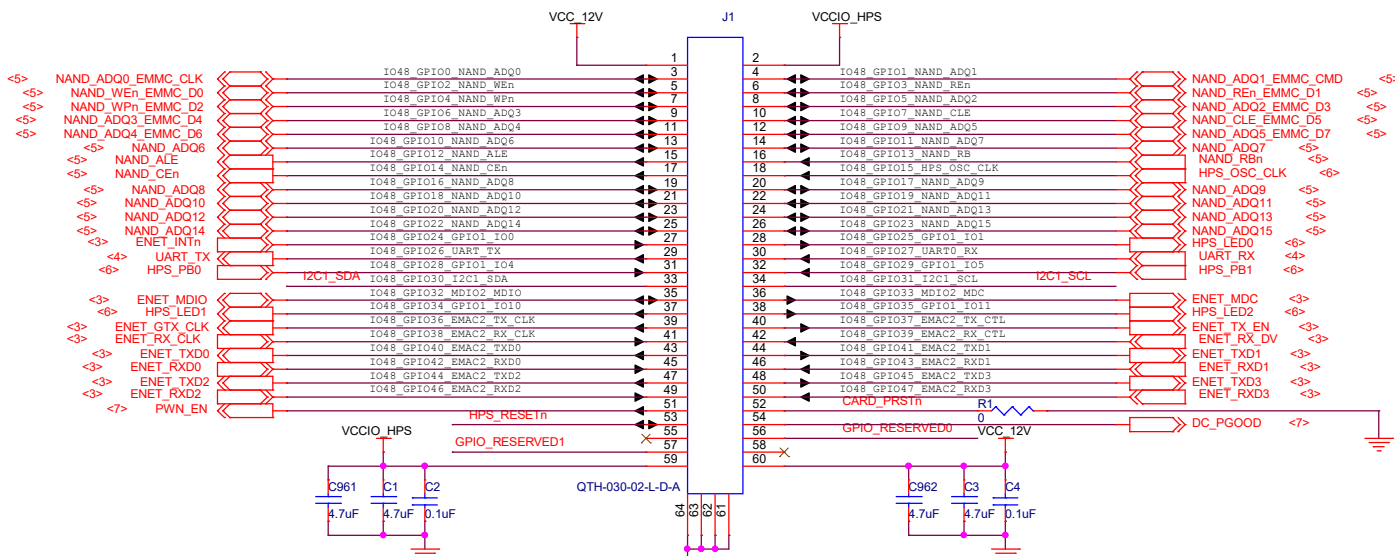 VCC_12V J1 VCCIO_HPS
1 2
<5> NAND_ADQ0_EMMC_CLK IO48_GPIO0_NAND_ADQ0 3 4 IO48_GPIO1_NAND_ADQ1 NAND_ADQ1_EMMC_CMD <5>
<5> NAND_WEn_EMMC_D0 IO48_GPIO2_NAND_WEn 5 6 IO48_GPIO3_NAND_REn NAND_REn_EMMC_D1 <5>
<5> NAND_WPn_EMMC_D2 IO48_GPIO4_NAND_WPn 7 8 IO48_GPIO5_NAND_ADQ2 NAND_ADQ2_EMMC_D3 <5>
<5> NAND_ADQ3_EMMC_D4 IO48_GPIO6_NAND_ADQ3 9 10 IO48_GPIO7_NAND_CLE NAND_CLE_EMMC_D5 <5>
<5> NAND_ADQ4_EMMC_D6 IO48_GPIO8_NAND_ADQ4 11 12 IO48_GPIO9_NAND_ADQ5 NAND_ADQ5_EMMC_D7 <5>
<5> NAND_ADQ6 IO48_GPIO10_NAND_ADQ6 13 14 IO48_GPIO11_NAND_ADQ7 NAND_ADQ7 <5>
<5> NAND_ALE IO48_GPIO12_NAND_ALE 15 16 IO48_GPIO13_NAND_RB NAND_RBn <5>
<5> NAND_CEn IO48_GPIO14_NAND_CEn 17 18 IO48_GPIO15_HPS_OSC_CLK HPS_OSC_CLK <6>
<5> NAND_ADQ8 IO48_GPIO16_NAND_ADQ8 19 20 IO48_GPIO17_NAND_ADQ9 NAND_ADQ9 <5>
<5> NAND_ADQ10 IO48_GPIO18_NAND_ADQ10 21 22 IO48_GPIO19_NAND_ADQ11 NAND_ADQ11 <5>
<5> NAND_ADQ12 IO48_GPIO20_NAND_ADQ12 23 24 IO48_GPIO21_NAND_ADQ13 NAND_ADQ13 <5>
<5> NAND_ADQ14 IO48_GPIO22_NAND_ADQ14 25 26 IO48_GPIO23_NAND_ADQ15 NAND_ADQ15 <5>
<3> ENET_INTn IO48_GPIO24_GPIO1_IO0 27 28 IO48_GPIO25_GPIO1_IO1 HPS_LED0 <6>
<4> UART_TX IO48_GPIO26_UART_TX 29 30 IO48_GPIO27_UART0_RX UART_RX <4>
<6> HPS_PB0 IO48_GPIO28_GPIO1_IO4 31 32 IO48_GPIO29_GPIO1_IO5 HPS_PB1 <6>
I2C1_SDA IO48_GPIO30_I2C1_SDA 33 34 IO48_GPIO31_I2C1_SCL I2C1_SCL
<3> ENET_MDIO IO48_GPIO32_MDIO2_MDIO 35 36 IO48_GPIO33_MDIO2_MDC ENET_MDC <3>
<6> HPS_LED1 IO48_GPIO34_GPIO1_IO10 37 38 IO48_GPIO35_GPIO1_IO11 HPS_LED2 <6>
<3> ENET_GTX_CLK IO48_GPIO36_EMAC2_TX_CLK 39 40 IO48_GPIO37_EMAC2_TX_CTL ENET_TX_EN <3>
<3> ENET_RX_CLK IO48_GPIO38_EMAC2_RX_CLK 41 42 IO48_GPIO39_EMAC2_RX_CTL ENET_RX_DV <3>
<3> ENET_TXD0 IO48_GPIO40_EMAC2_TXD0 43 44 IO48_GPIO41_EMAC2_TXD1 ENET_TXD1 <3>
<3> ENET_RXD0 IO48_GPIO42_EMAC2_RXD0 45 46 IO48_GPIO43_EMAC2_RXD1 ENET_RXD1 <3>
<3> ENET_TXD2 IO48_GPIO44_EMAC2_TXD2 47 48 IO48_GPIO45_EMAC2_TXD3 ENET_TXD3 <3>
<3> ENET_RXD2 IO48_GPIO46_EMAC2_RXD2 49 50 IO48_GPIO47_EMAC2_RXD3 ENET_RXD3 <3>
<7> PWN_EN 51 52 CARD_PRSTn R1 0
HPS_RESETn 53 54 DC_PGOOD <7>
VCCIO_HPS 55 56 GPIO_RESERVED0 VCC_12V
GPIO_RESERVED1 57 58
59 60
C961 C1 C2 QTH-030-02-L-D-A C962 C3 C4
4.7uF 4.7uF 0.1uF 64 63 62 61 4.7uF 4.7uF 0.1uF